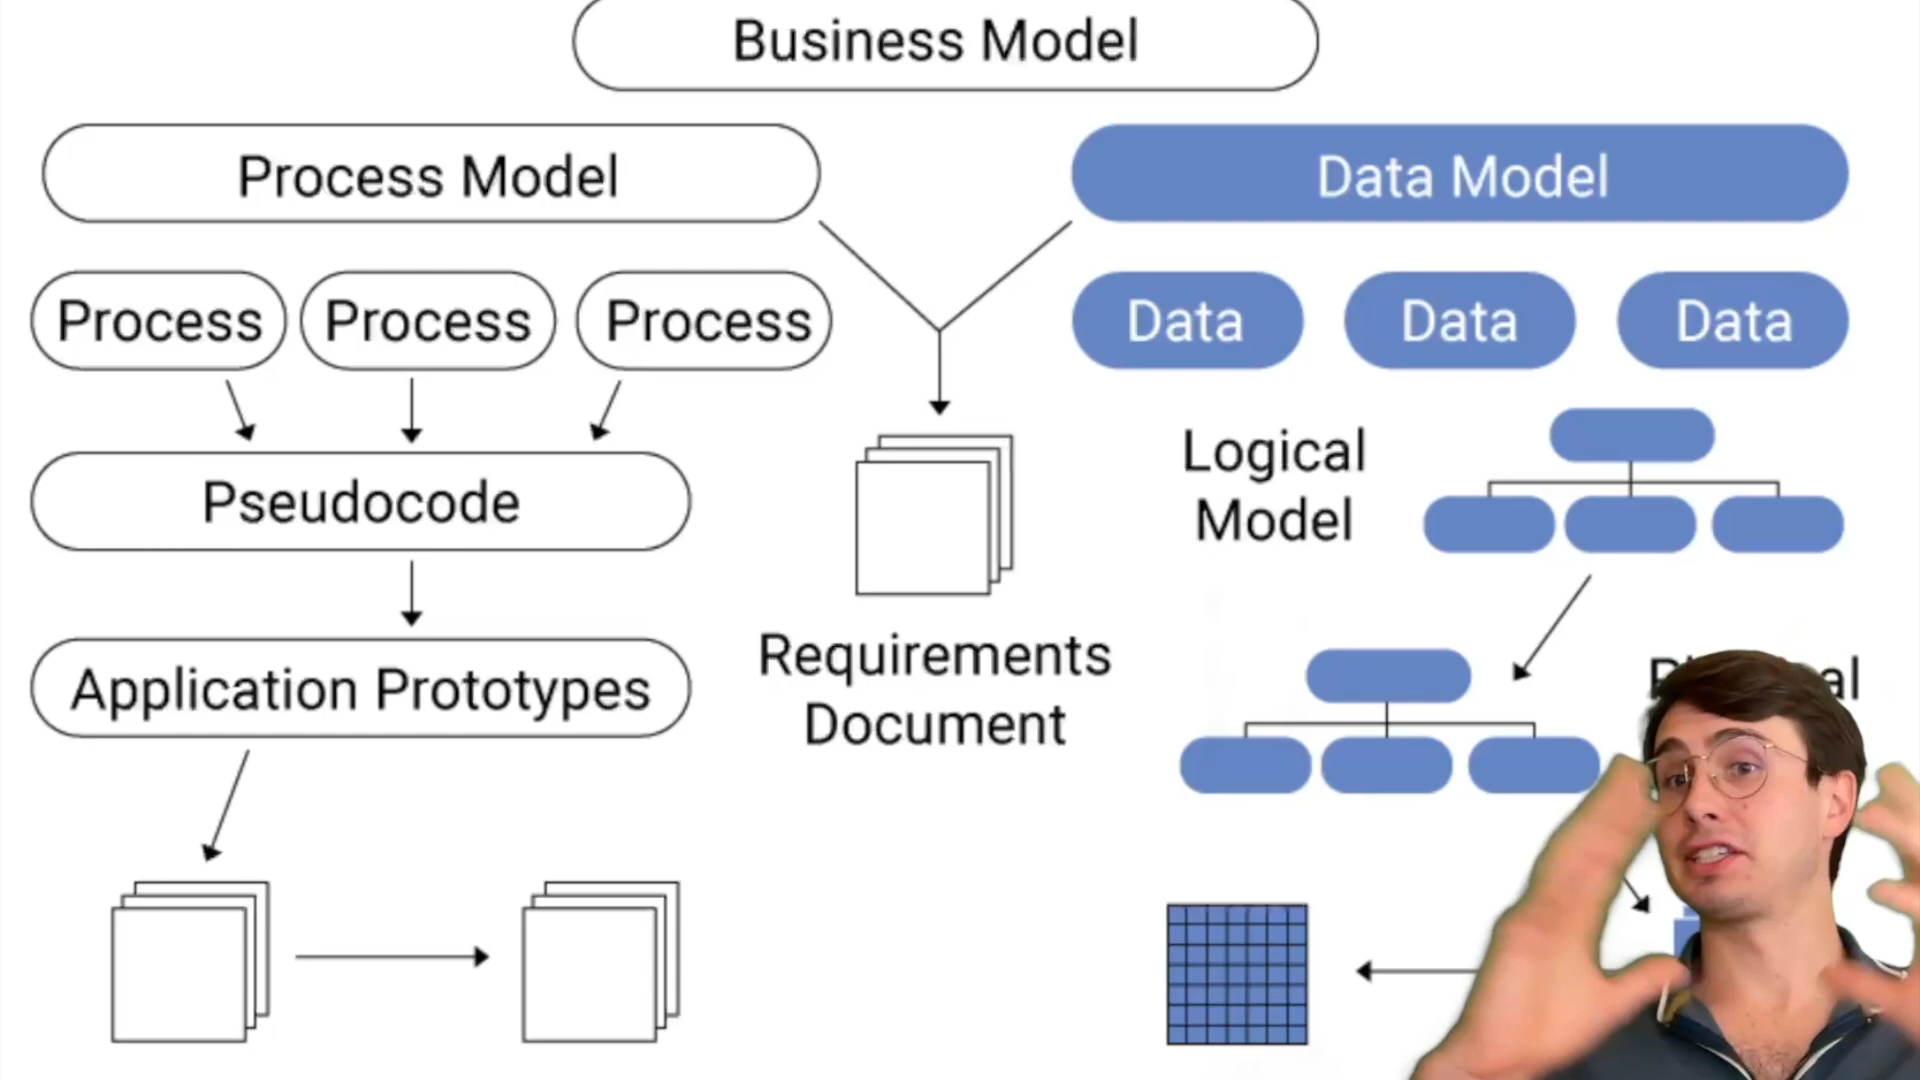 Business Model
Process Model
Data Model
Process
Process
Process
Data
Data
Data
Logical
Model
Pseudocode
Requirements
Document
Application Prototypes